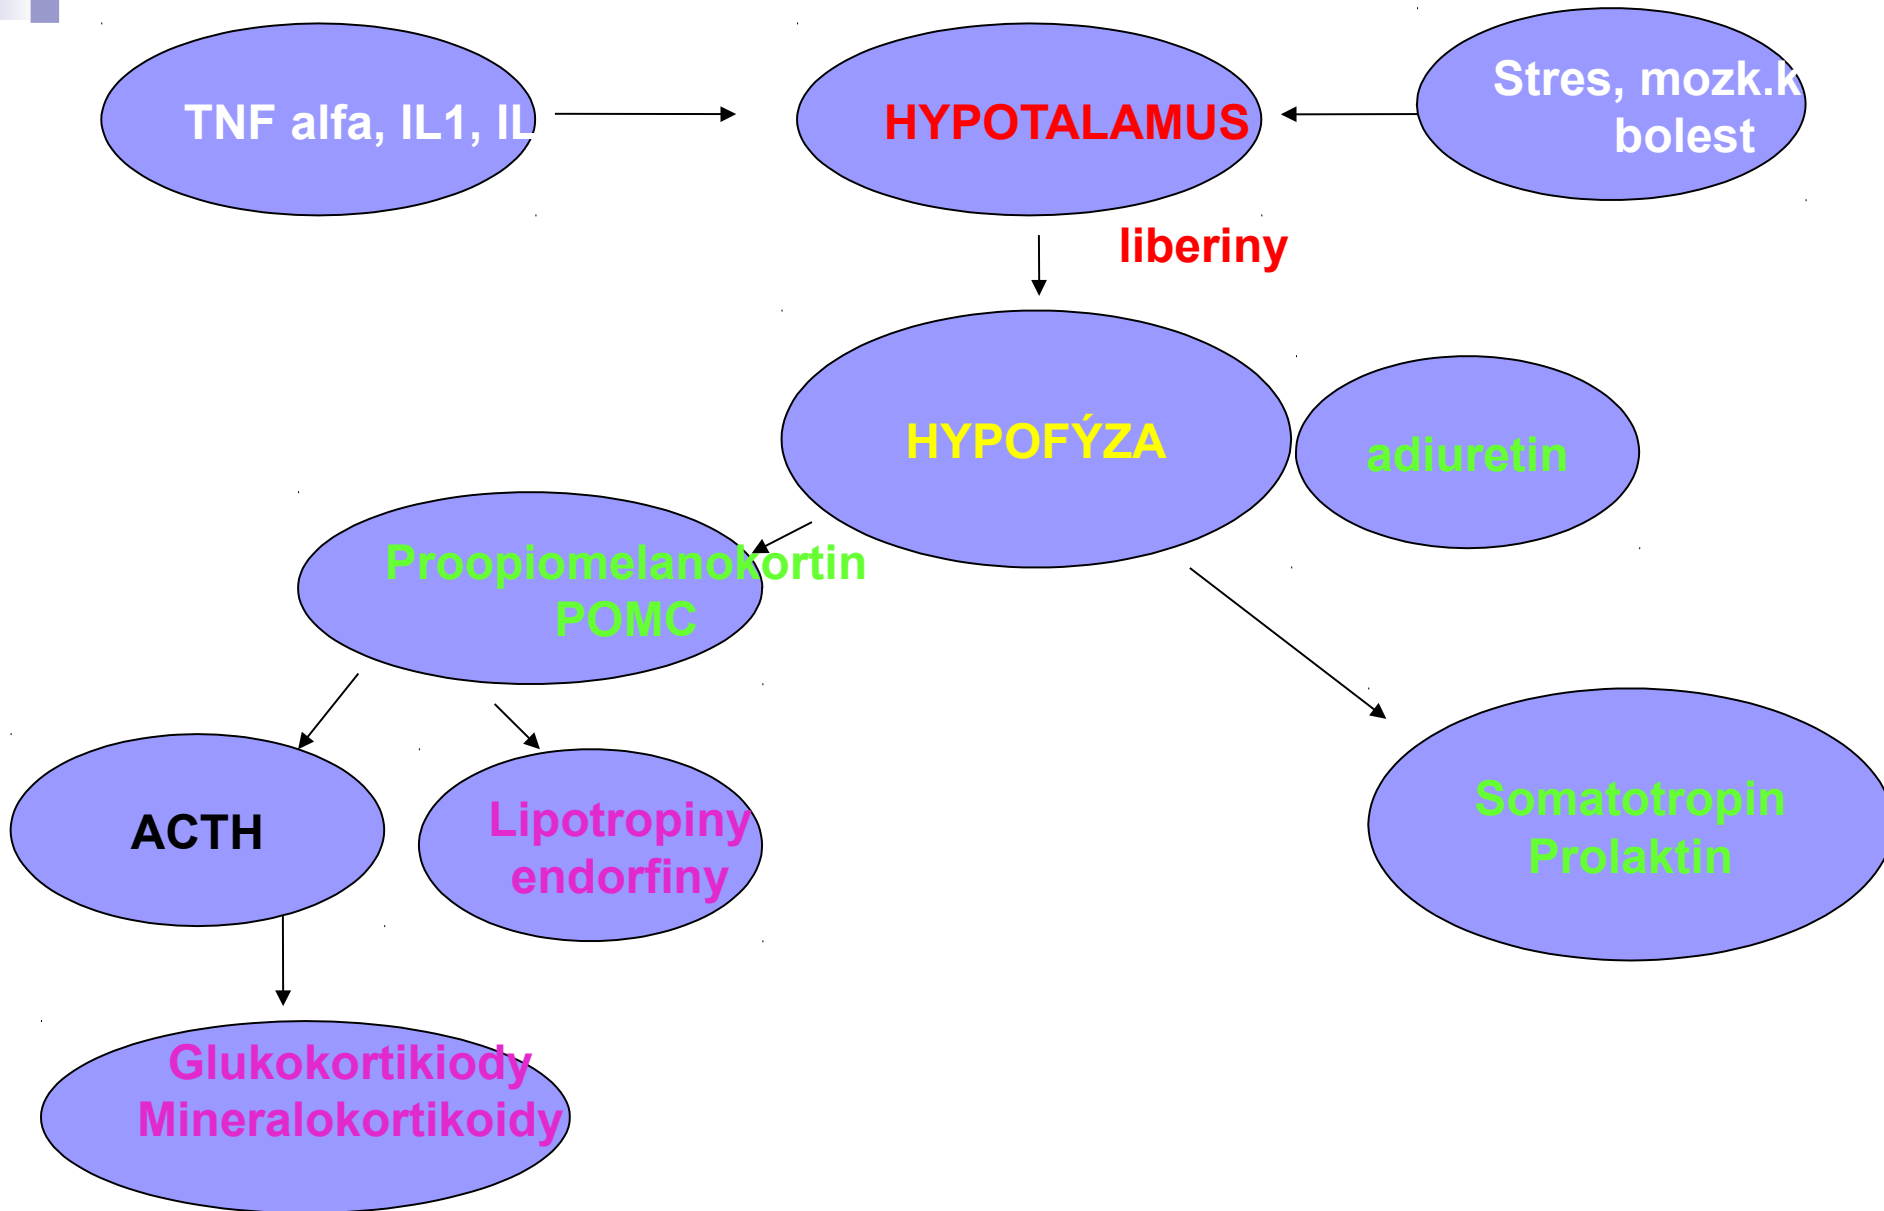 TNF alfa, IL1, IL
HYPOTALAMUS
Stres, mozk.k
bolest
liberiny
HYPOFÝZA
adiuretin
Proopiomelanokortin
POMC
ACTH
Lipotropiny
endorfiny
Somatotropin
Prolaktin
Glukokortikiody
Mineralokortikoidy